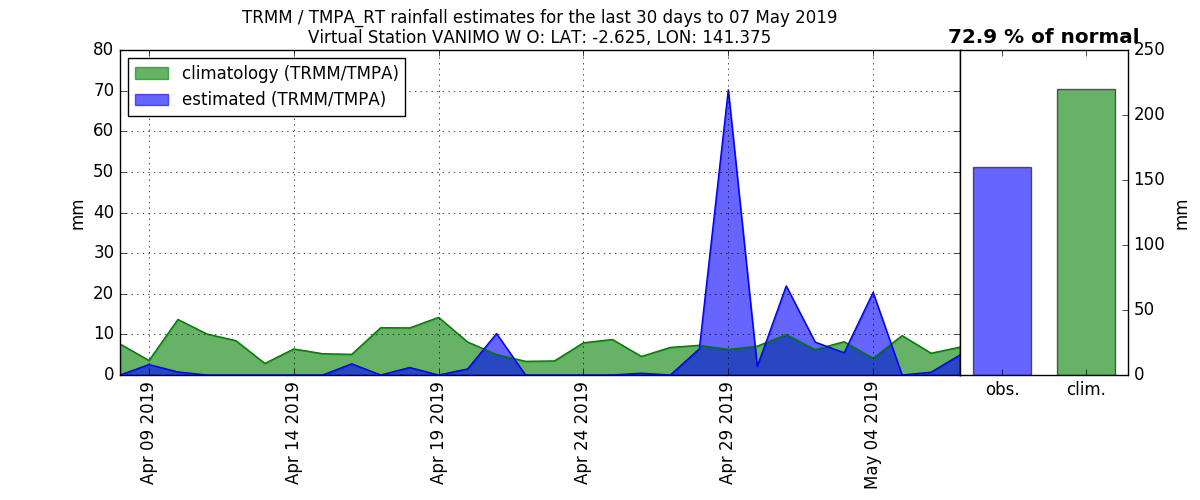 TRMM / TMPA_RT rainfall estimates for the last 30 days to 07 May 2019
Virtual Station VANIMO W O: LAT: -2.625, LON: 141.375
72.9 % of normal
climatology (TRMM/TMPA)
estimated (TRMM/TMPA)
mm
80
70
60
50
40
30
20
10
0
Apr 09 2019
Apr 14 2019
Apr 19 2019
Apr 24 2019
Apr 29 2019
May 04 2019
obs.
clim.
250
200
150
100
50
0
mm